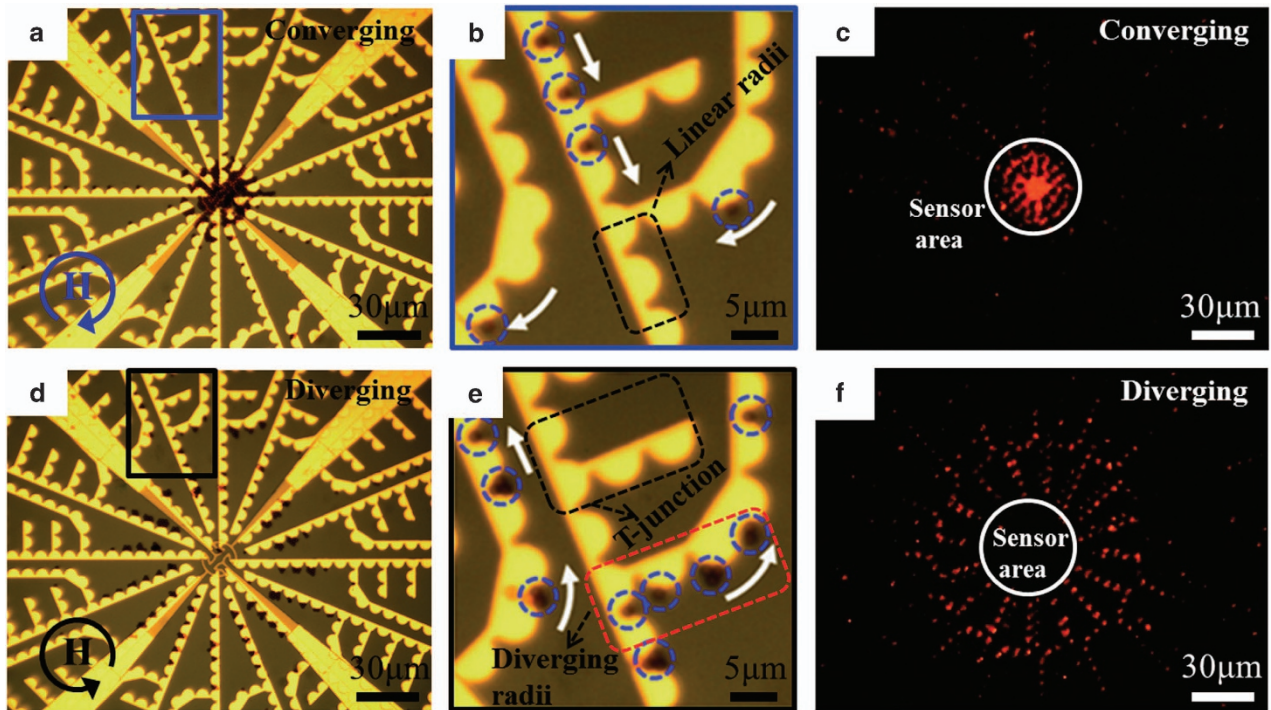 a
Converging
H
30μm
b
Linear radii
5μm
c
Converging
Sensor
area
30μm
d
Diverging
H
30μm
e
T-junction
Diverging
radii
5μm
f
Diverging
Sensor
area
30μm